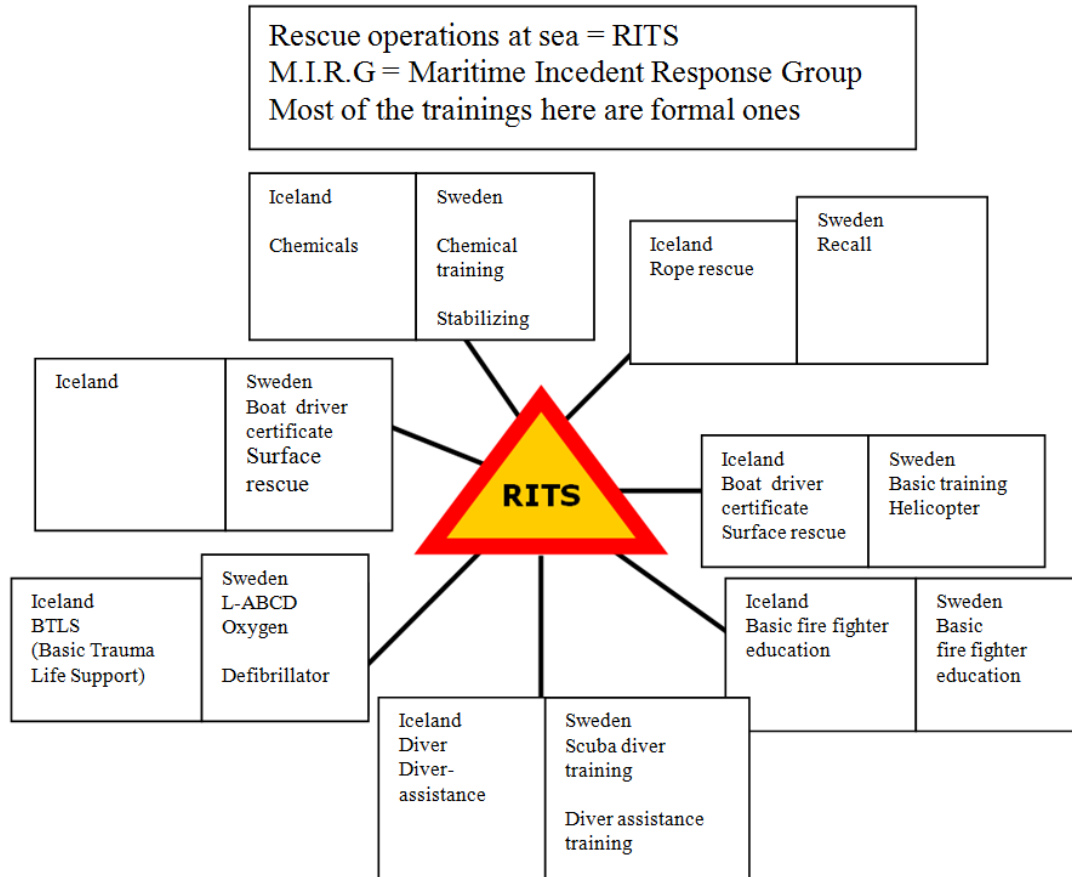 Rescue operations at sea = RITS
M.I.R.G = Maritime Incedent Response Group
Most of the trainings here are formal ones
Iceland
Chemicals
Sweden
Chemical
training
Stabilizing
Iceland
Rope rescue
Sweden
Recall
Iceland
Sweden
Boat driver
certificate
Surface
rescue
RITS
Iceland
Boat driver
certificate
Surface rescue
Sweden
Basic training
Helicopter
Iceland
BTLS
(Basic Trauma
Life Support)
Sweden
L-ABCD
Oxygen
Defibrillator
Iceland
Basic fire fighter
education
Sweden
Basic
fire fighter
education
Iceland
Diver
Diver-
assistance
Sweden
Scuba diver
training
Diver assistance
training